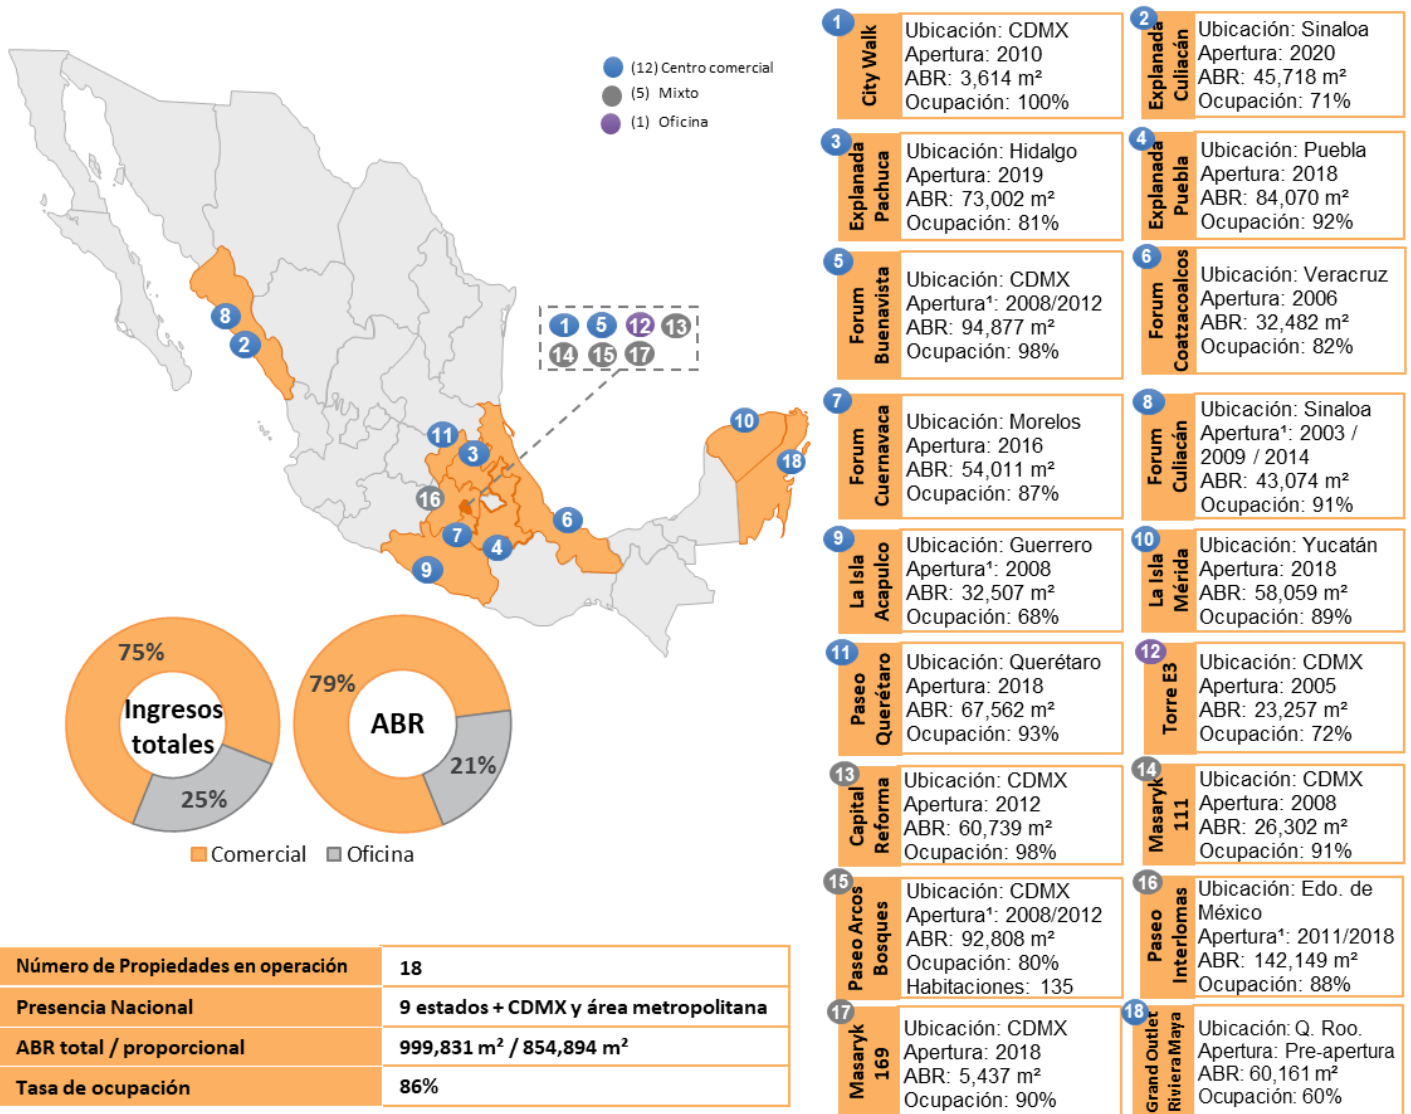 (12) Centro comercial
(5) Mixto
(1) Oficina
8
2
1
5
12
13
14
15
17
11
3
16
7
4
6
9
10
18
75%
Ingresos
totales
25%
79%
ABR
21%
Comercial
Oficina
Número de Propiedades en operación
18
Presencia Nacional
9 estados + CDMX y área metropolitana
ABR total / proporcional
999,831 m² / 854,894 m²
Tasa de ocupación
86%
1
City Walk
Ubicación: CDMX
Apertura: 2010
ABR: 3,614 m²
Ocupación: 100%
2
Explanada
Culiacán
Ubicación: Sinaloa
Apertura: 2020
ABR: 45,718 m²
Ocupación: 71%
3
Explanada
Pachuca
Ubicación: Hidalgo
Apertura: 2019
ABR: 73,002 m²
Ocupación: 81%
4
Explanada
Puebla
Ubicación: Puebla
Apertura: 2018
ABR: 84,070 m²
Ocupación: 92%
5
Forum
Buenavista
Ubicación: CDMX
Apertura¹: 2008/2012
ABR: 94,877 m²
Ocupación: 98%
6
Forum
Coatzacoalcos
Ubicación: Veracruz
Apertura: 2006
ABR: 32,482 m²
Ocupación: 82%
7
Forum
Cuernavaca
Ubicación: Morelos
Apertura: 2016
ABR: 54,011 m²
Ocupación: 87%
8
Forum
Culiacán
Ubicación: Sinaloa
Apertura¹: 2003 /
2009 / 2014
ABR: 43,074 m²
Ocupación: 91%
9
La Isla
Acapulco
Ubicación: Guerrero
Apertura¹: 2008
ABR: 32,507 m²
Ocupación: 68%
10
La Isla
Mérida
Ubicación: Yucatán
Apertura: 2018
ABR: 58,059 m²
Ocupación: 89%
11
Paseo
Querétaro
Ubicación: Querétaro
Apertura: 2018
ABR: 67,562 m²
Ocupación: 93%
12
Torre E3
Ubicación: CDMX
Apertura: 2005
ABR: 23,257 m²
Ocupación: 72%
13
Capital
Reforma
Ubicación: CDMX
Apertura: 2012
ABR: 60,739 m²
Ocupación: 98%
14
Masaryk
111
Ubicación: CDMX
Apertura: 2008
ABR: 26,302 m²
Ocupación: 91%
15
Paseo Arcos
Bosques
Ubicación: CDMX
Apertura¹: 2008/2012
ABR: 92,808 m²
Ocupación: 80%
Habitaciones: 135
16
Paseo
Interlomas
Ubicación: Edo. de
México
Apertura¹: 2011/2018
ABR: 142,149 m²
Ocupación: 88%
17
Masaryk
169
Ubicación: CDMX
Apertura: 2018
ABR: 5,437 m²
Ocupación: 90%
18
Grand Outlet
Riviera Maya
Ubicación: Q. Roo.
Apertura: Pre-apertura
ABR: 60,161 m²
Ocupación: 60%